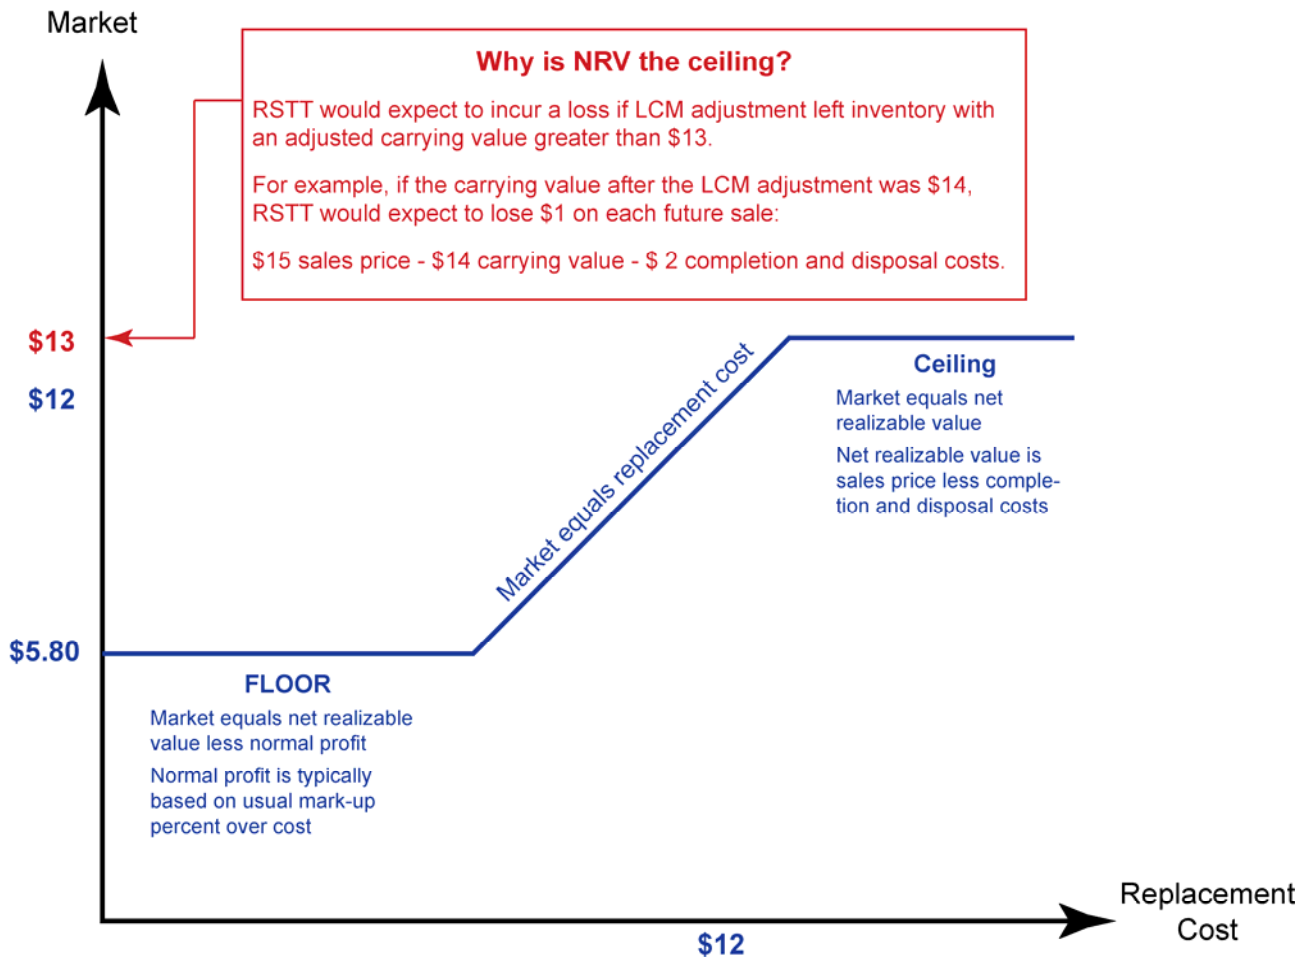 Market
Why is NRV the ceiling?
RSTT would expect to incur a loss if LCM adjustment left inventory with
an adjusted carrying value greater than $13.
For example, if the carrying value after the LCM adjustment was $14,
RSTT would expect to lose $1 on each future sale:
$15 sales price - $14 carrying value - $ 2 completion and disposal costs.
$13
$12
Market equals replacement cost
Ceiling
Market equals net
realizable value
Net realizable value is
sales price less comple-
tion and disposal costs
$5.80
FLOOR
Market equals net realizable
value less normal profit
Normal profit is typically
based on usual mark-up
percent over cost
Replacement
Cost
$12